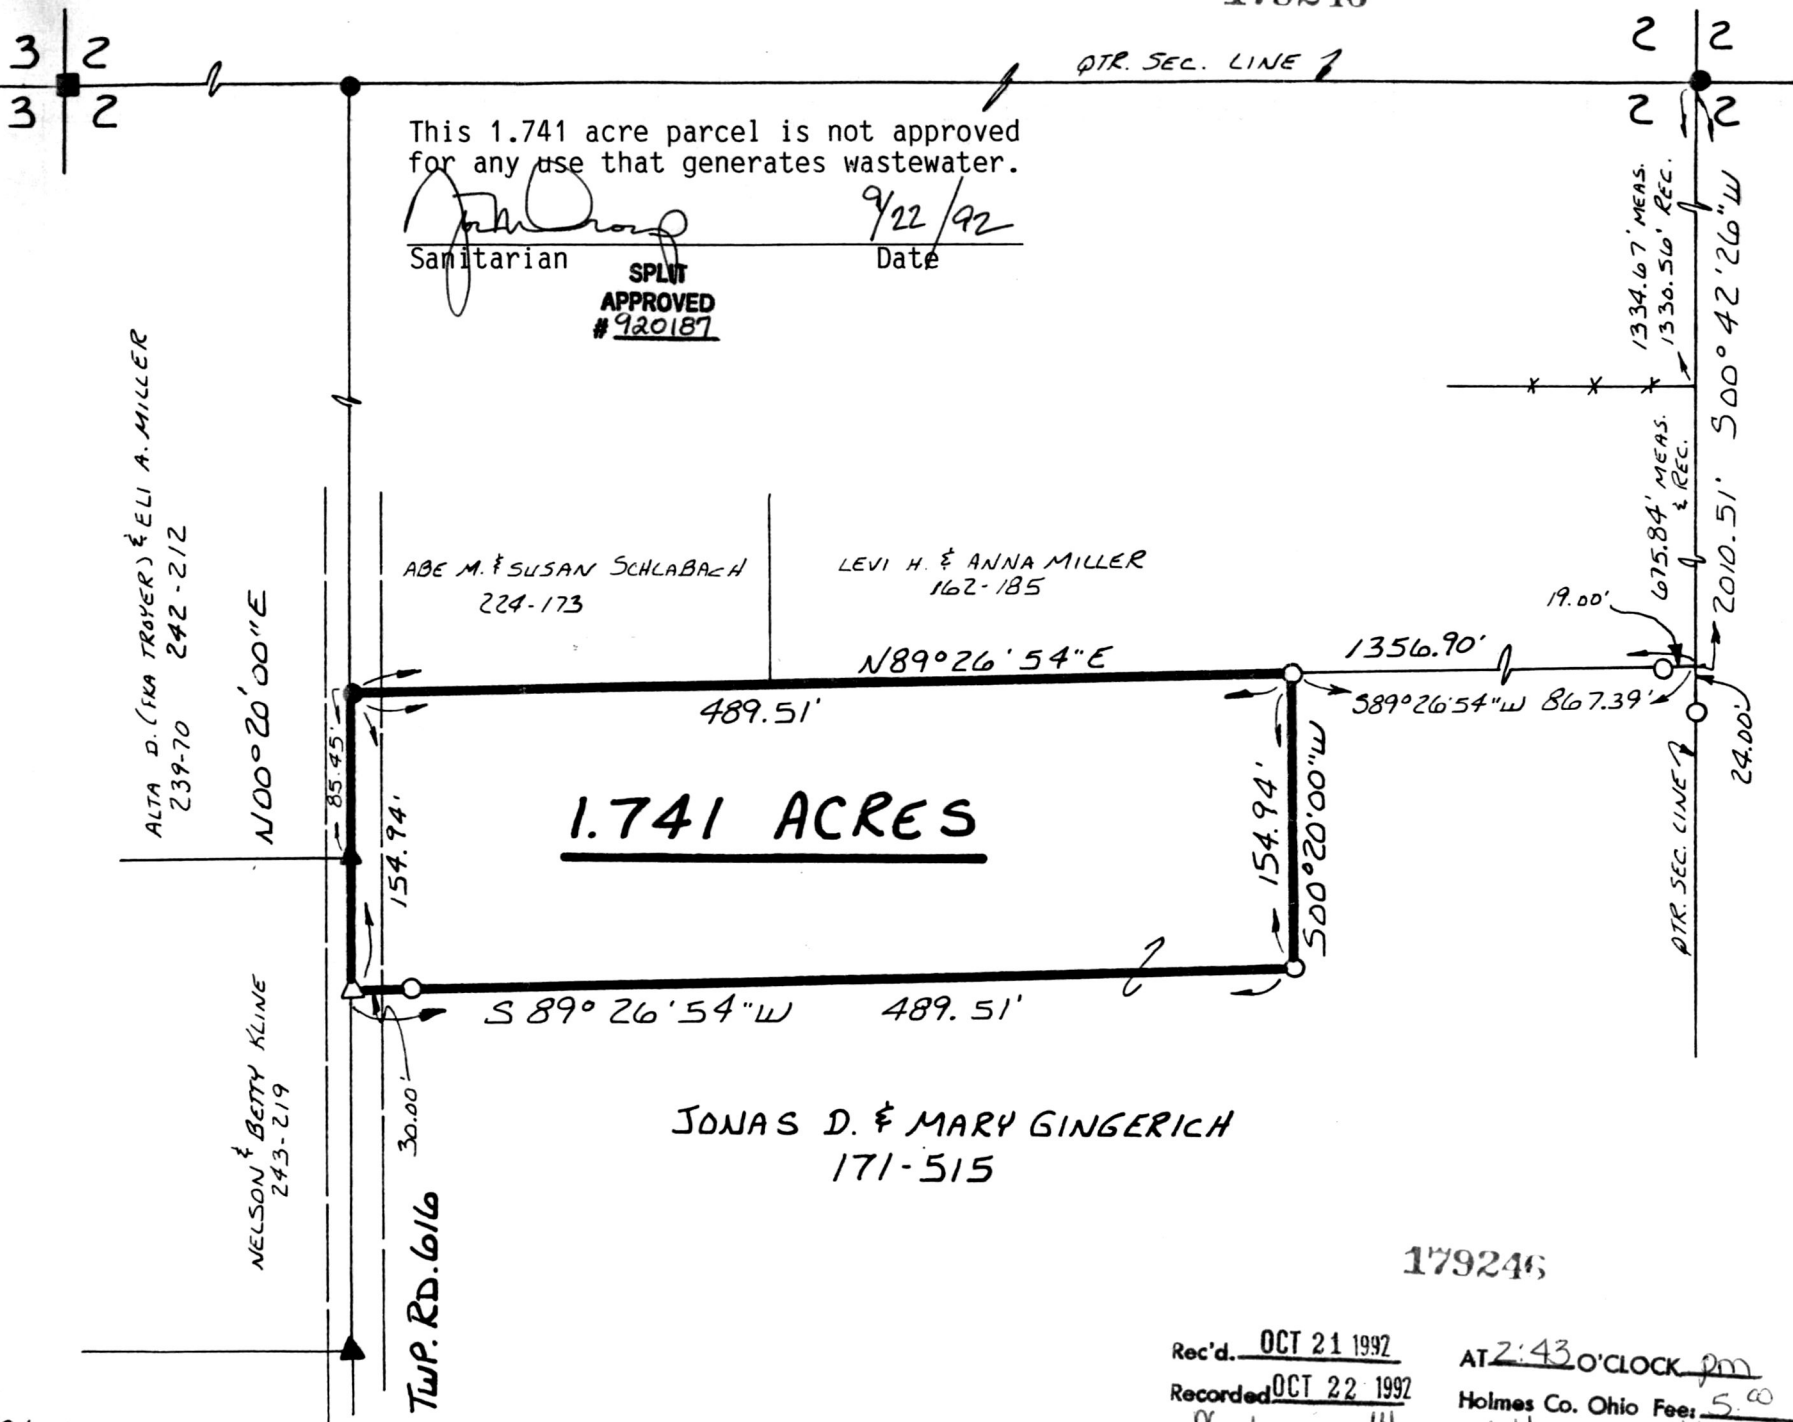 3 2
3 2
QTR. SEC. LINE
2 2
2 2
This 1.741 acre parcel is not approved
for any use that generates wastewater.
9/22/92
Sanitarian Date
SPLIT
APPROVED
# 920187
1334.67' MEAS.
1330.56' REC.
S00°42'26"W
2010.51'
675.84' MEAS.
& REC.
ALTA D. (FKA TROYER) & ELI A. MILLER
239-70 242-212
N00°20'00"E
ABE M. & SUSAN SCHLABACH
224-173
LEVI H. & ANNA MILLER
162-185
19.00'
N89°26'54"E
1356.90'
489.51'
S89°26'54"W 867.39'
24.00'
85.45'
154.94'
1.741 ACRES
154.94'
S00°20'00"W
QTR. SEC. LINE
S 89°26'54"W 489.51'
30.00'
NELSON & BETTY KLINE
243-219
JONAS D. & MARY GINGERICH
171-515
TWP. RD. 616
179246
Rec'd. OCT 21 1992 AT 2:43 O'CLOCK pm
Recorded OCT 22 1992 Holmes Co. Ohio Fee: 5.00